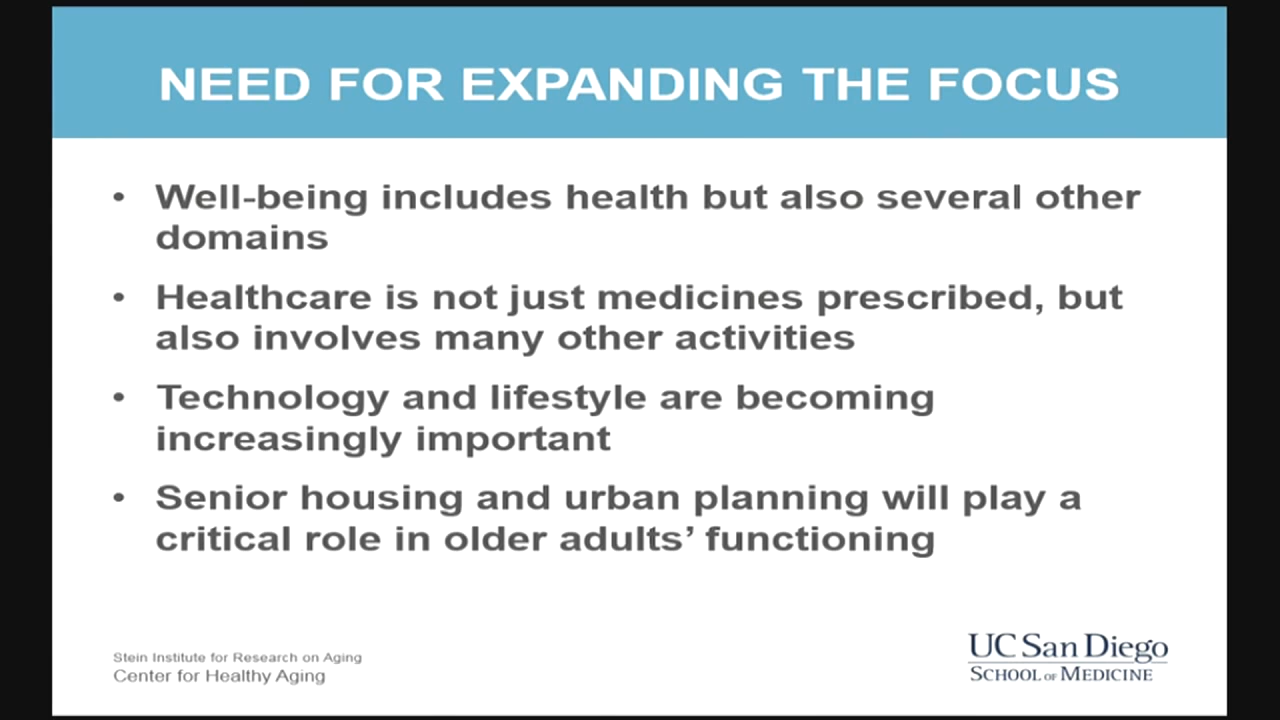 NEED FOR EXPANDING THE FOCUS
• Well-being includes health but also several other
domains
• Healthcare is not just medicines prescribed, but
also involves many other activities
• Technology and lifestyle are becoming
increasingly important
• Senior housing and urban planning will play a
critical role in older adults’ functioning
Stein Institute for Research on Aging
Center for Healthy Aging
UC San Diego
SCHOOL OF MEDICINE